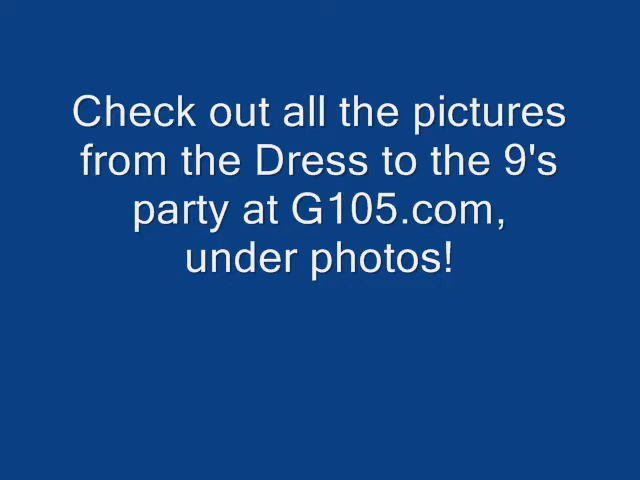 Check out all the pictures
from the Dress to the 9's
party at G105.com,
under photos!